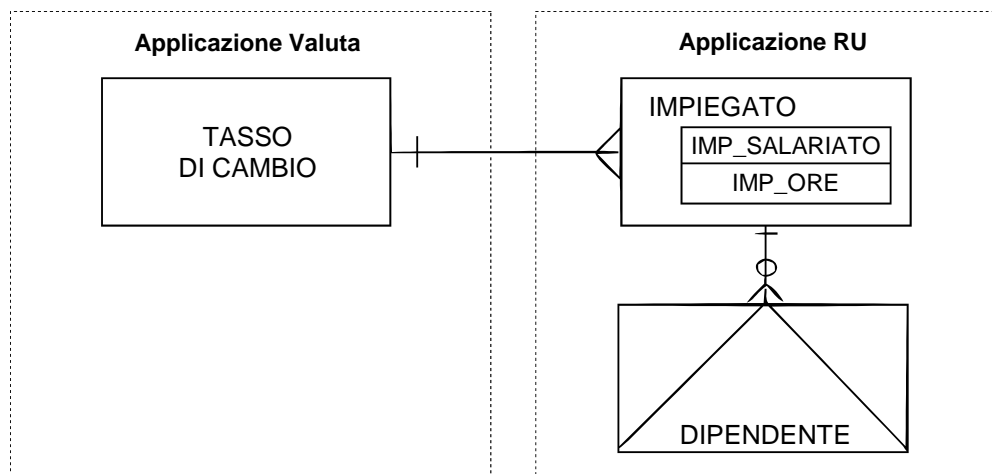 Applicazione Valuta
TASSO
DI CAMBIO
Applicazione RU
IMPIEGATO
IMP_SALARIATO
IMP_ORE
DIPENDENTE